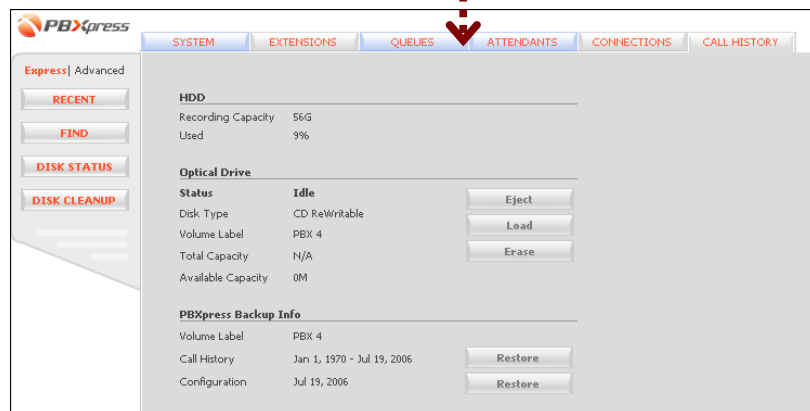 PBXpress
SYSTEM EXTENSIONS QUEUES ATTENDANTS CONNECTIONS CALL HISTORY
Express| Advanced
RECENT
FIND
DISK STATUS
DISK CLEANUP
HDD
Recording Capacity 56G
Used 9%
Optical Drive
Status Idle
Eject
Disk Type CD ReWritable
Load
Volume Label PBX 4
Total Capacity N/A
Erase
Available Capacity 0M
PBXpress Backup Info
Volume Label PBX 4
Call History Jan 1, 1970 - Jul 19, 2006 Restore
Configuration Jul 19, 2006 Restore